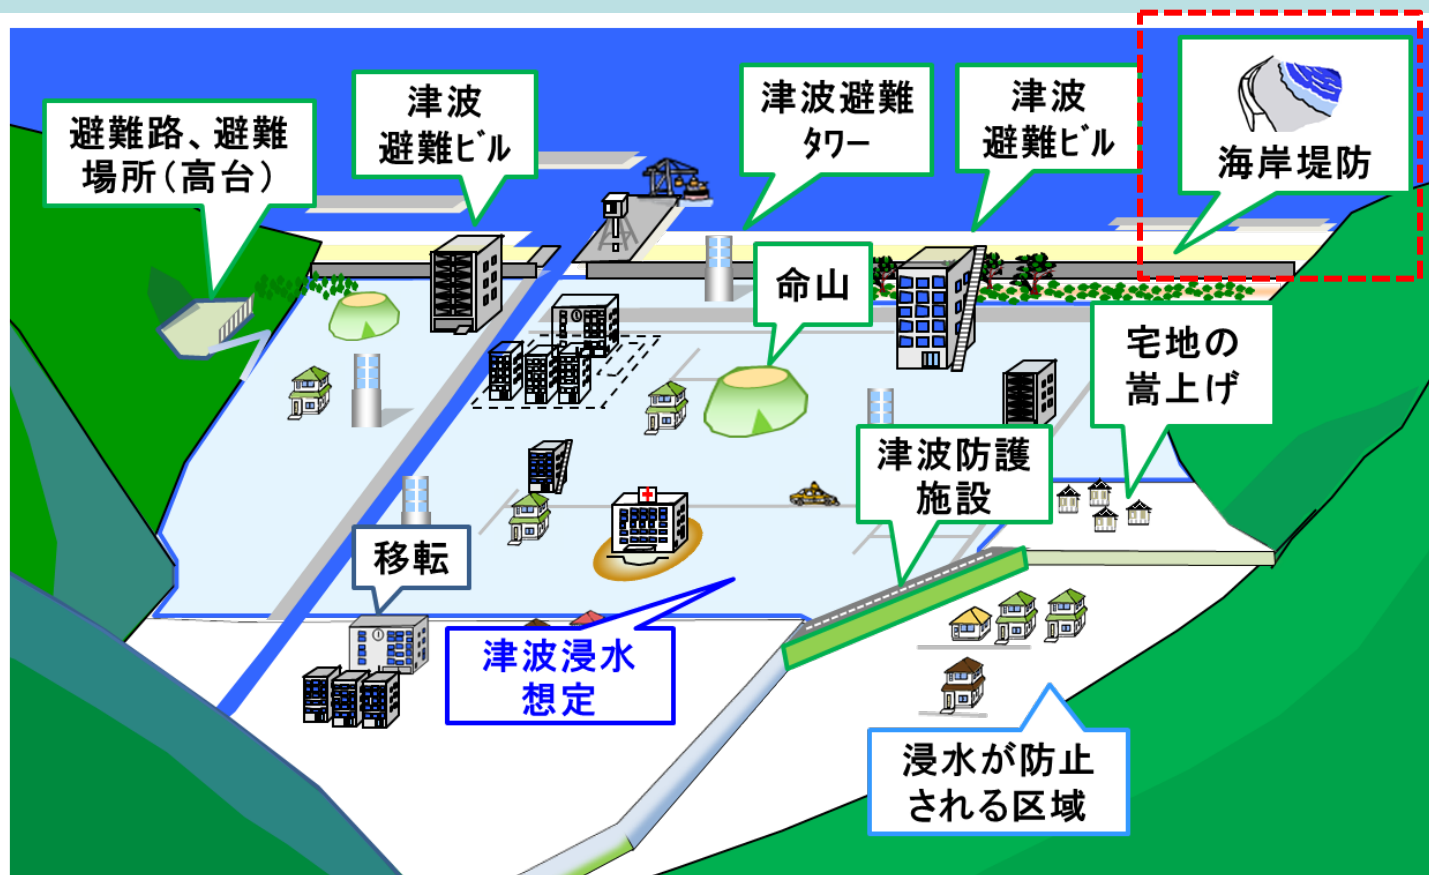 避難路、避難
場所（高台）
津波
避難ビル
津波避難
タワー
津波
避難ビル
海岸堤防
命山
宅地の
嵩上げ
津波防護
施設
移転
津波浸水
想定
浸水が防止
される区域